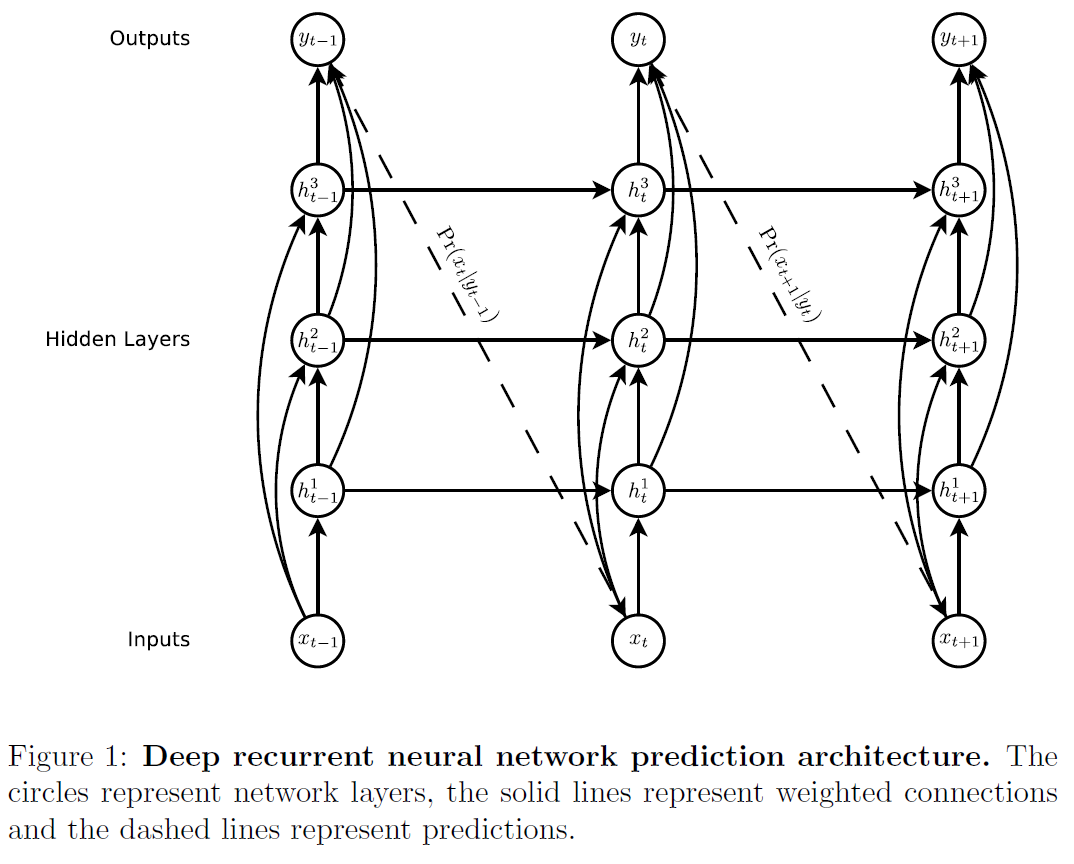 Outputs
y_{t−1} y_t y_{t+1}
h^3_{t−1} h^3_t h^3_{t+1}
Pr(x_t|y_{t−1}) Pr(x_{t+1}|y_t)
Hidden Layers
h^2_{t−1} h^2_t h^2_{t+1}
h^1_{t−1} h^1_t h^1_{t+1}
Inputs
x_{t−1} x_t x_{t+1}
Figure 1: Deep recurrent neural network prediction architecture. The
circles represent network layers, the solid lines represent weighted connections
and the dashed lines represent predictions.